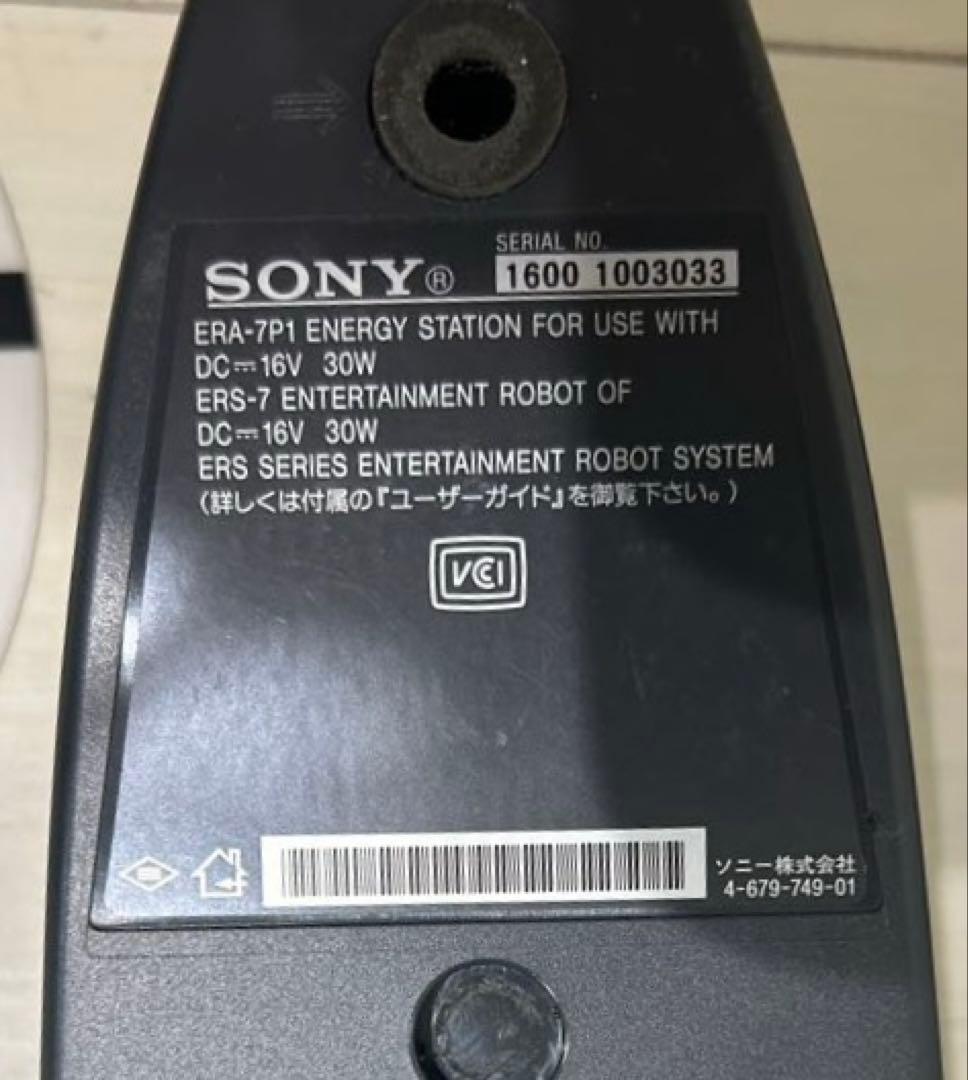 SERIAL NO.
SONY® 1600 1003033
ERA-7P1 ENERGY STATION FOR USE WITH
DC⎓16V 30W
ERS-7 ENTERTAINMENT ROBOT OF
DC⎓16V 30W
ERS SERIES ENTERTAINMENT ROBOT SYSTEM
（詳しくは付属の『ユーザーガイド』を御覧下さい。）
VCI
ソニー株式会社
4-679-749-01